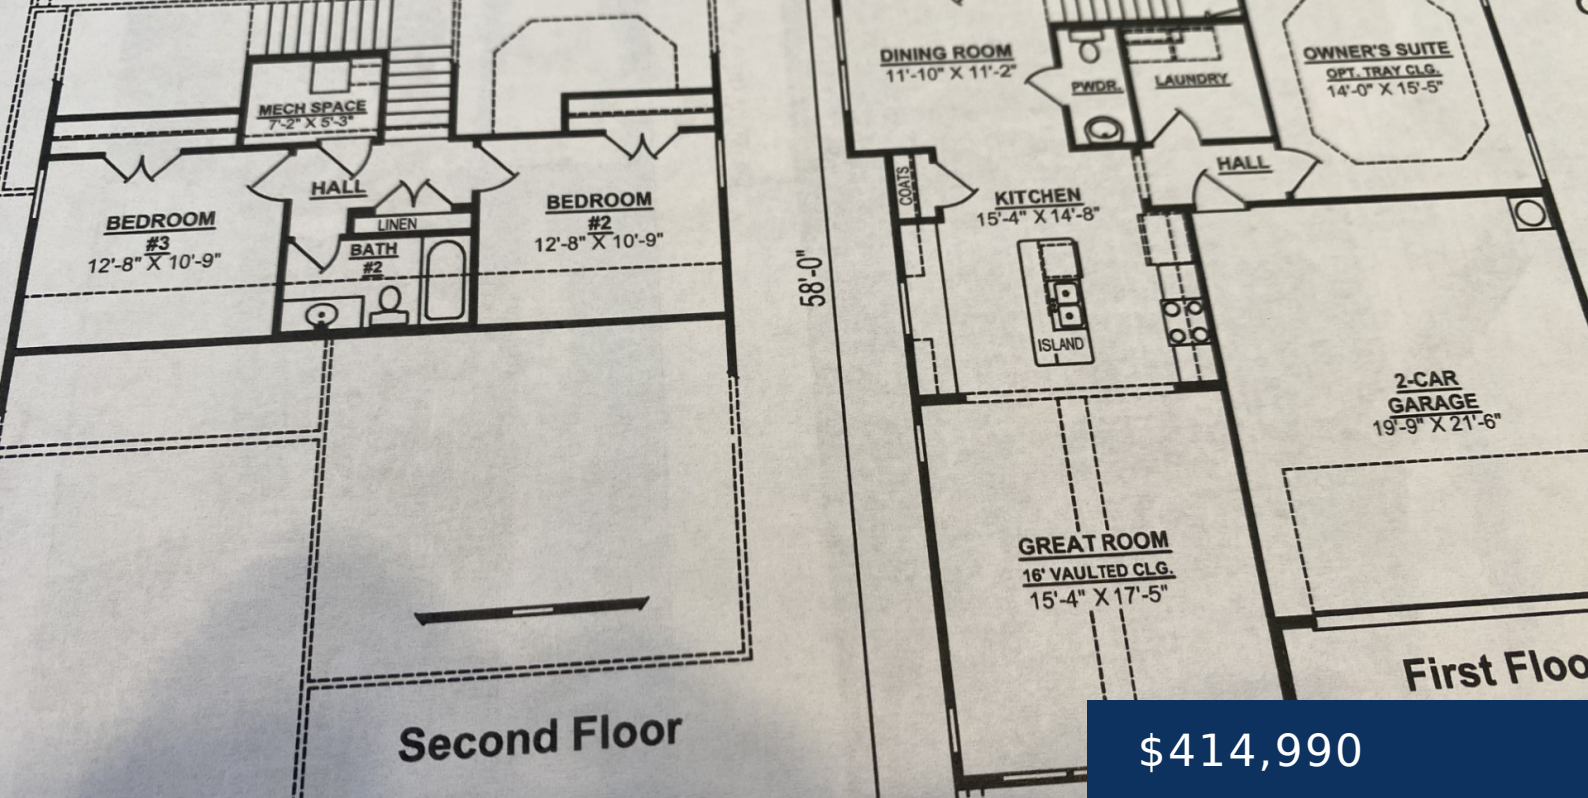 MECH SPACE
7'-2" X 5'-3"
HALL
LINEN
BEDROOM
#3
12'-8" X 10'-9"
BATH
#2
BEDROOM
#2
12'-8" X 10'-9"
Second Floor
58'-0"
DINING ROOM
11'-10" X 11'-2"
PWDR.
LAUNDRY
OWNER'S SUITE
OPT. TRAY CLG.
14'-0" X 15'-5"
HALL
COATS
KITCHEN
15'-4" X 14'-8"
ISLAND
2-CAR
GARAGE
19'-9" X 21'-6"
GREAT ROOM
16' VAULTED CLG.
15'-4" X 17'-5"
First Floo
$414,990